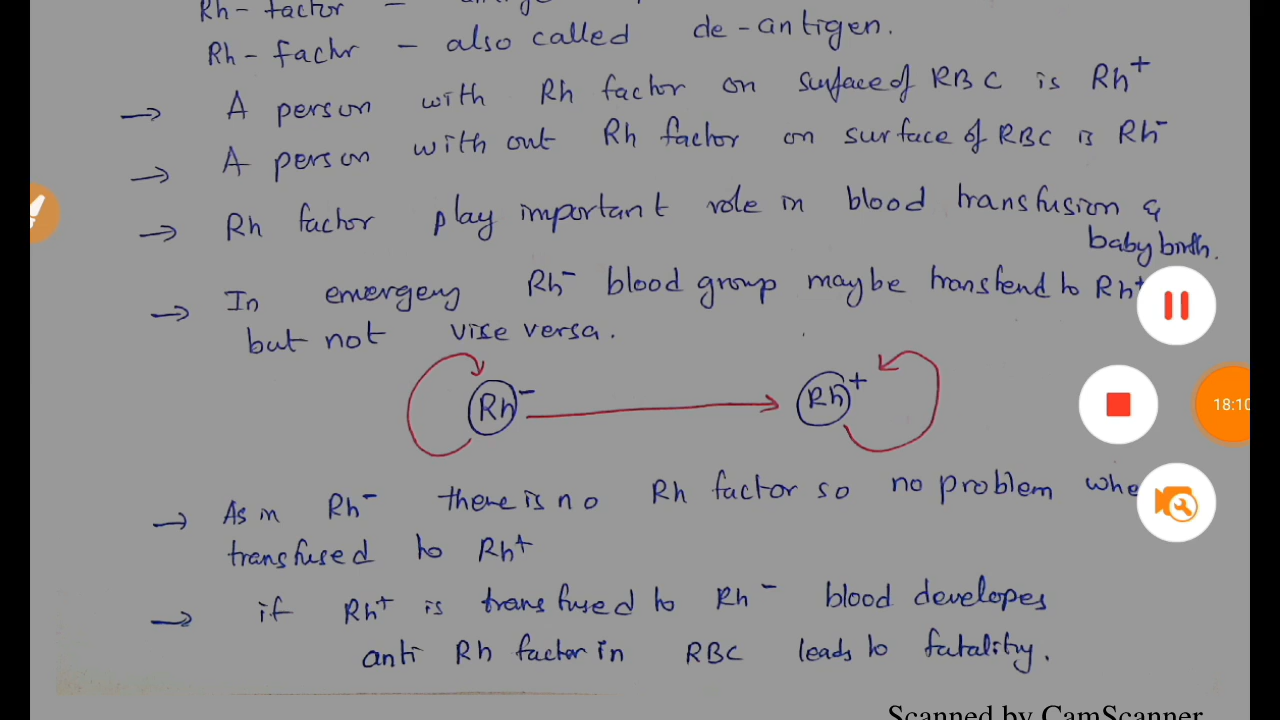 Rh - factor -
Rh - factor - also called de-antigen.
→ A person with Rh factor on surface of RBC is Rh+
→ A person with out Rh factor on surface of RBC is Rh-
→ Rh factor play important role in blood transfusion &
baby birth.
→ In emergency Rh- blood group maybe transfend to Rh+
but not vise versa.
Rh- Rh+
→ As in Rh- there is no Rh factor so no problem
transfused to Rh+
→ if Rh+ is transfused to Rh- blood developes
anti Rh factor in RBC leads to fatality.
18:10
Scanned by CamScanner